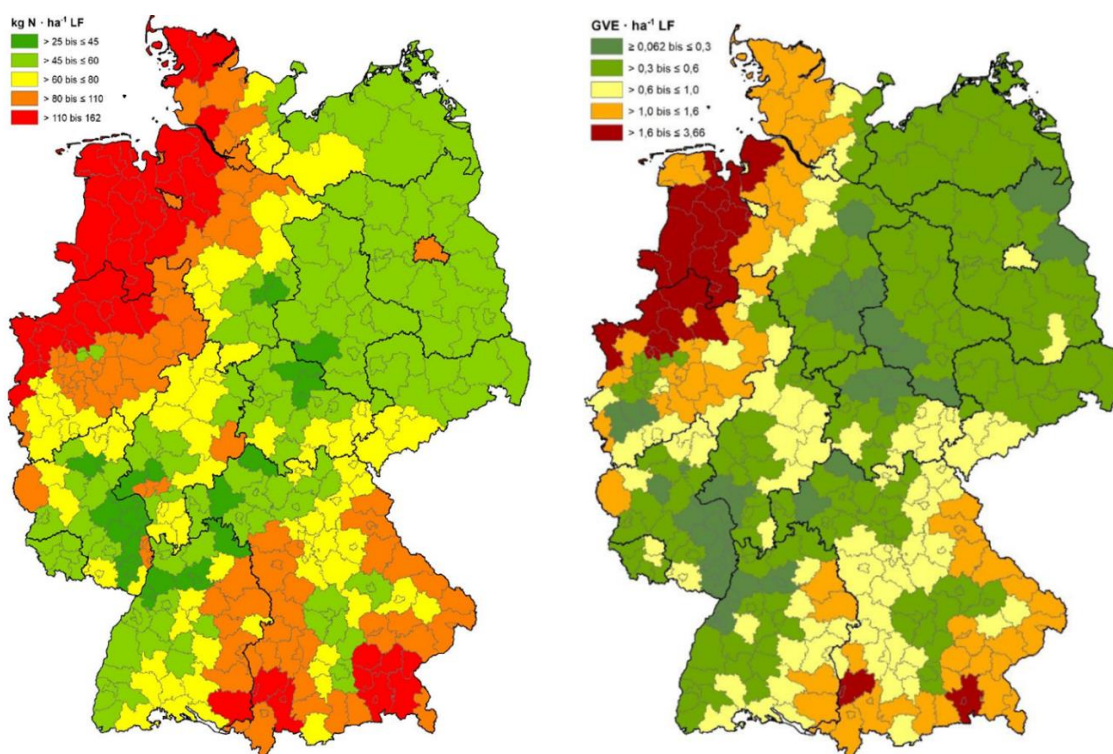 kg N · ha⁻¹ LF
> 25 bis ≤ 45
> 45 bis ≤ 60
> 60 bis ≤ 80
> 80 bis ≤ 110
> 110 bis 162
GVE · ha⁻¹ LF
≥ 0,062 bis ≤ 0,3
> 0,3 bis ≤ 0,6
> 0,6 bis ≤ 1,0
> 1,0 bis ≤ 1,6
> 1,6 bis ≤ 3,66